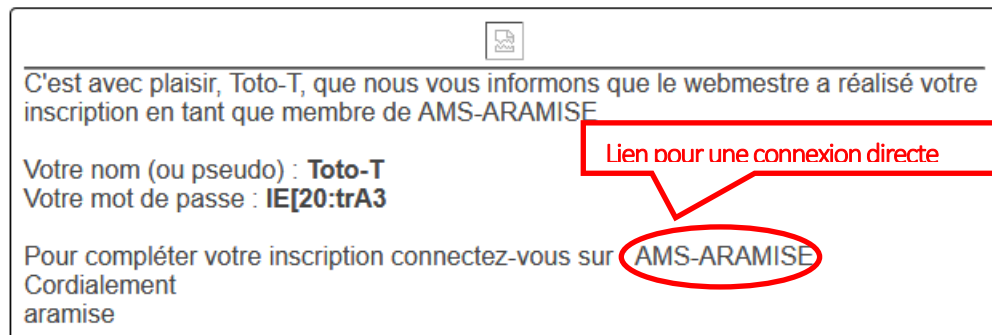 C'est avec plaisir, Toto-T, que nous vous informons que le webmestre a réalisé votre
inscription en tant que membre de AMS-ARAMISE
Lien pour une connexion directe
Votre nom (ou pseudo) : Toto-T
Votre mot de passe : IE[20:trA3
Pour compléter votre inscription connectez-vous sur AMS-ARAMISE
Cordialement
aramise